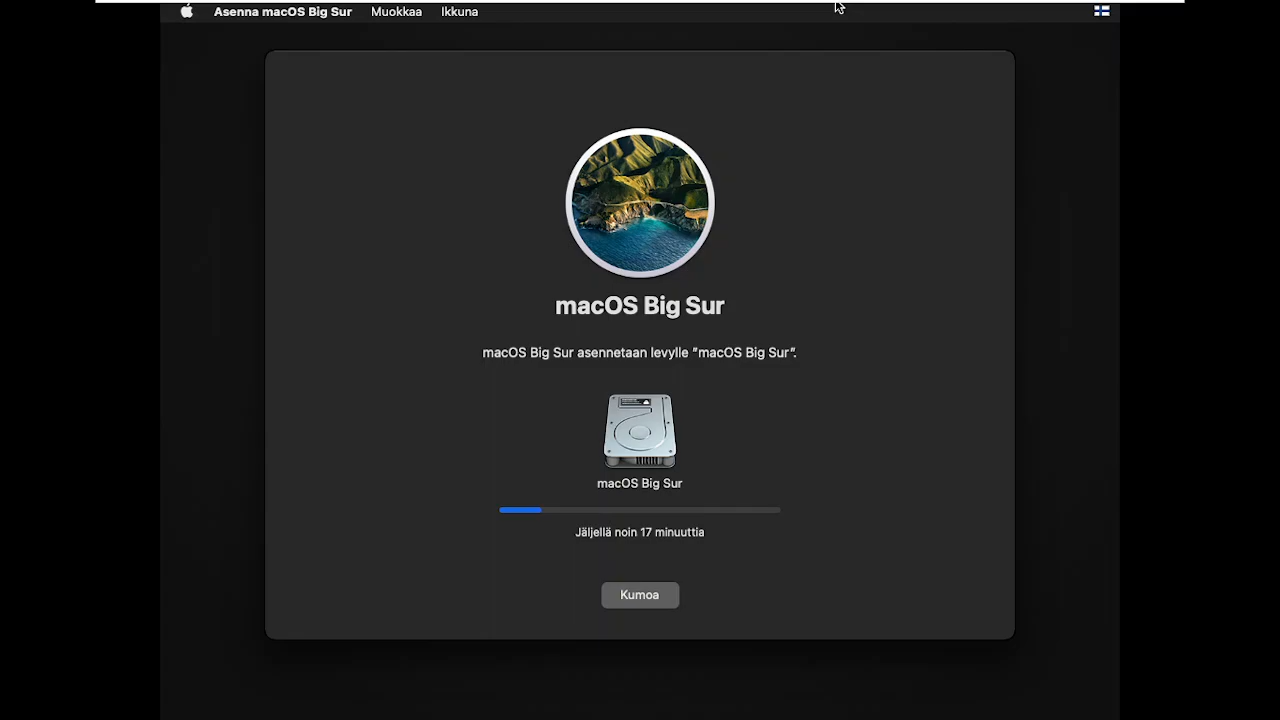 Asenna macOS Big Sur Muokkaa Ikkuna
macOS Big Sur
macOS Big Sur asennetaan levylle "macOS Big Sur".
macOS Big Sur
Jäljellä noin 17 minuuttia
Kumoa